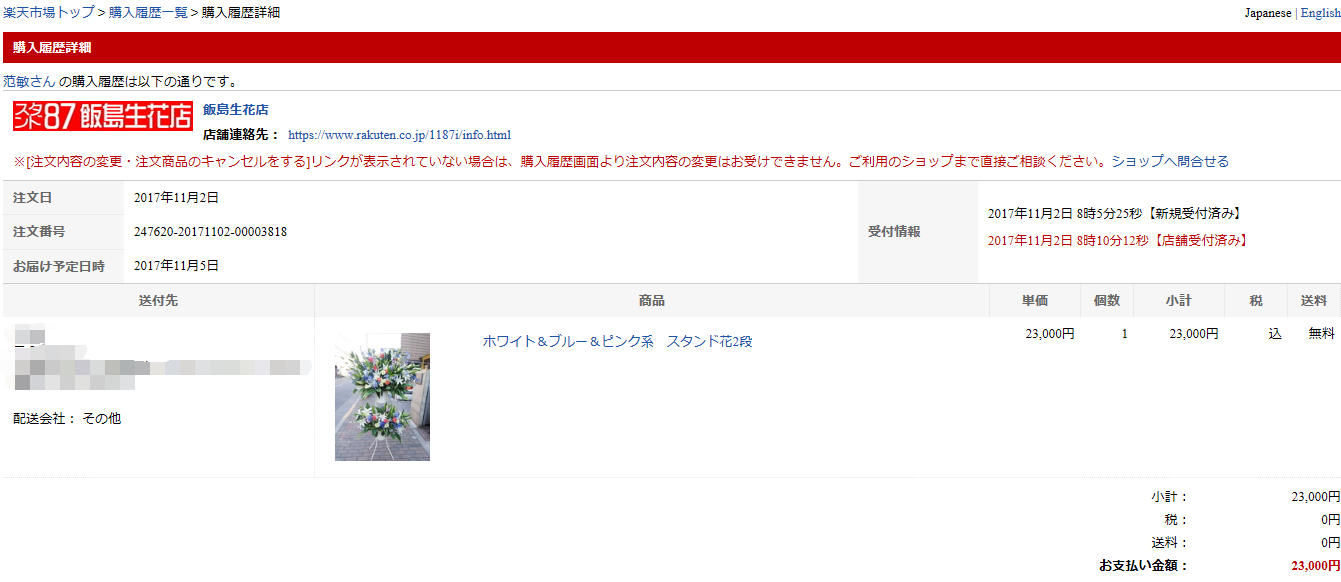 楽天市場トップ > 購入履歴一覧 > 購入履歴詳細
Japanese | English
購入履歴詳細
范敏さん の購入履歴は以下の通りです。
スタンド87飯島生花店
飯島生花店
店舗連絡先： https://www.rakuten.co.jp/1187i/info.html
※[注文内容の変更・注文商品のキャンセルをする]リンクが表示されていない場合は、購入履歴画面より注文内容の変更はお受けできません。ご利用のショップまで直接ご相談ください。ショップへ問合せる
注文日 2017年11月2日
注文番号 247620-20171102-00003818
お届け予定日時 2017年11月5日
受付情報
2017年11月2日 8時5分25秒【新規受付済み】
2017年11月2日 8時10分12秒【店舗受付済み】
送付先 商品 単価 個数 小計 税 送料
ホワイト＆ブルー＆ピンク系　スタンド花2段 23,000円 1 23,000円 込 無料
配送会社： その他
小計： 23,000円
税： 0円
送料： 0円
お支払い金額： 23,000円